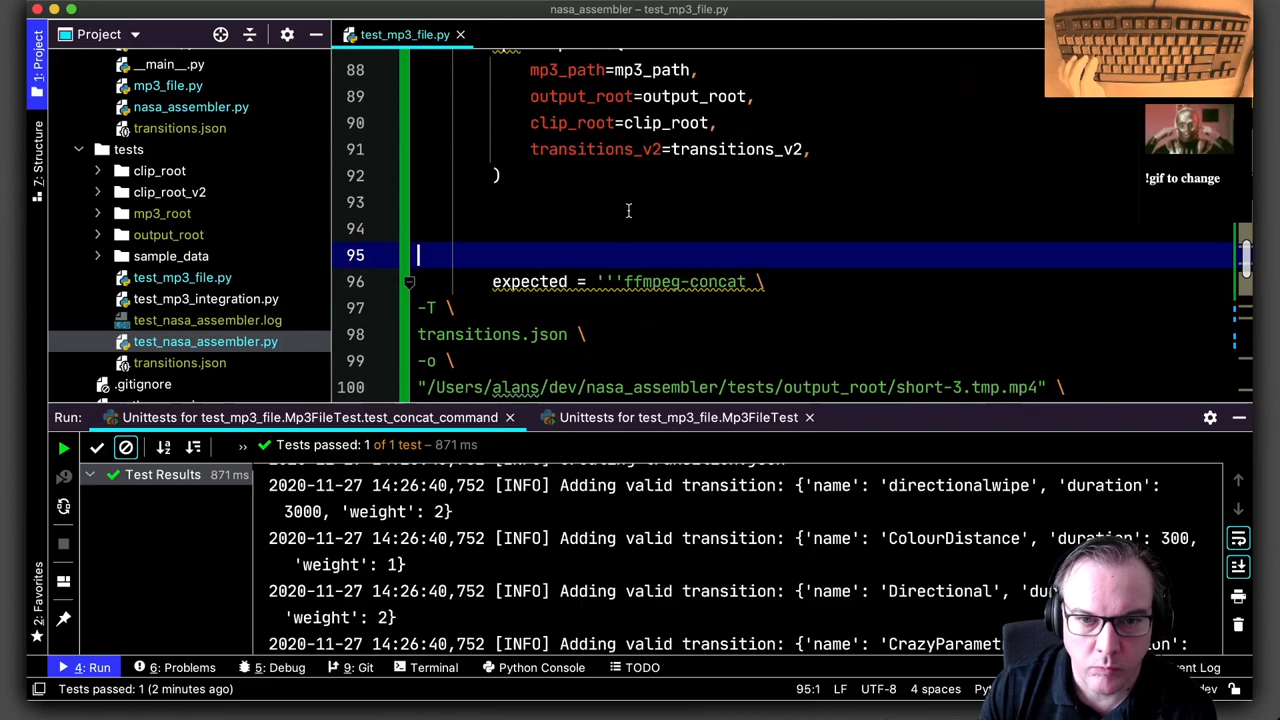 nasa_assembler – test_mp3_file.py
Project
test_mp3_file.py
1: Project
7: Structure
2: Favorites
__main__.py
mp3_file.py
nasa_assembler.py
transitions.json
tests
clip_root
clip_root_v2
mp3_root
output_root
sample_data
test_mp3_file.py
test_mp3_integration.py
test_nasa_assembler.log
test_nasa_assembler.py
transitions.json
.gitignore
88 mp3_path=mp3_path,
89 output_root=output_root,
90 clip_root=clip_root,
91 transitions_v2=transitions_v2,
92 )
93
94
95
96 expected = '''ffmpeg-concat \
97 -T \
98 transitions.json \
99 -o \
100 "/Users/alans/dev/nasa_assembler/tests/output_root/short-3.tmp.mp4" \
!gif to change
Run: Unittests for test_mp3_file.Mp3FileTest.test_concat_command Unittests for test_mp3_file.Mp3FileTest
Tests passed: 1 of 1 test – 871 ms
Test Results 871 ms
2020-11-27 14:26:40,752 [INFO] Adding valid transition: {'name': 'directionalwipe', 'duration':
3000, 'weight': 2}
2020-11-27 14:26:40,752 [INFO] Adding valid transition: {'name': 'ColourDistance', 'duration': 300,
'weight': 1}
2020-11-27 14:26:40,752 [INFO] Adding valid transition: {'name': 'Directional', 
'weight': 2}
2020-11-27 14:26:40,752 [INFO] Adding valid transition: {'name':
4: Run 6: Problems 5: Debug 9: Git Terminal Python Console TODO
Tests passed: 1 (2 minutes ago) 95:1 LF UTF-8 4 spaces